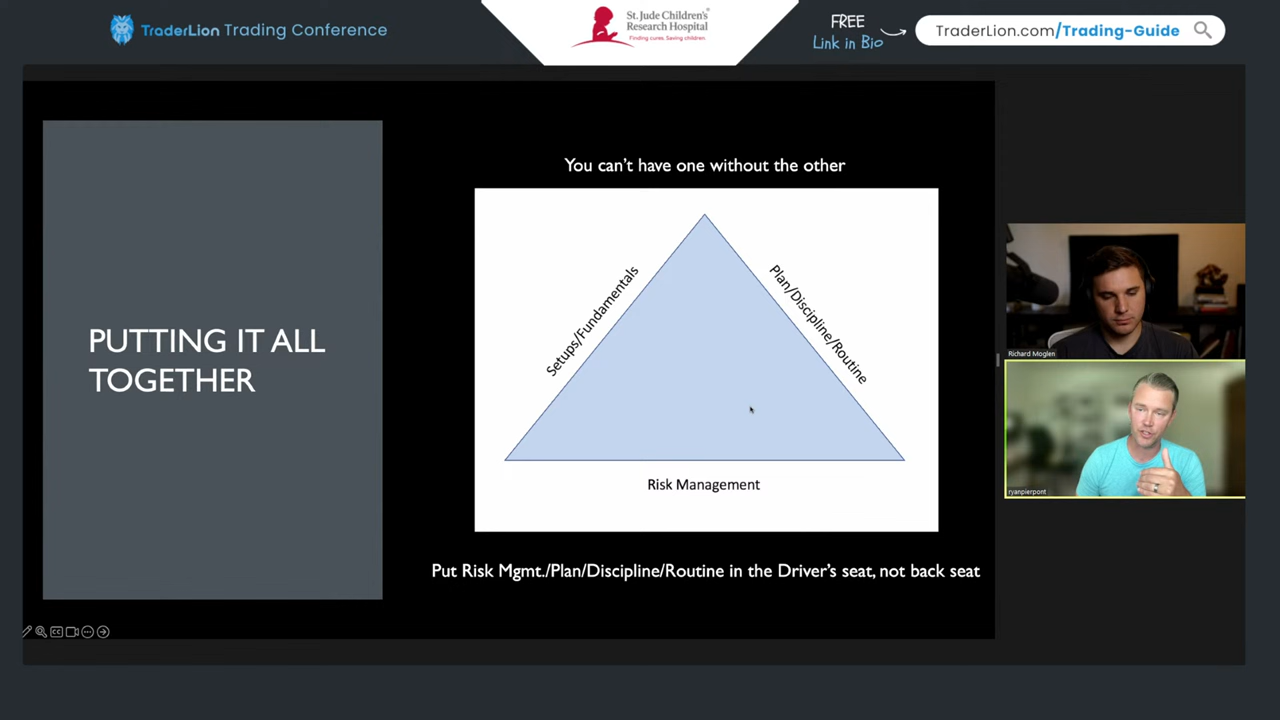 TraderLion Trading Conference
St. Jude Children's
Research Hospital
Finding cures. Saving children.
FREE
Link in Bio
TraderLion.com/Trading-Guide
You can't have one without the other
Setups/Fundamentals
Plan/Discipline/Routine
PUTTING IT ALL
TOGETHER
Risk Management
Put Risk Mgmt./Plan/Discipline/Routine in the Driver's seat, not back seat
Richard Moglen
ryanpierpont
CC